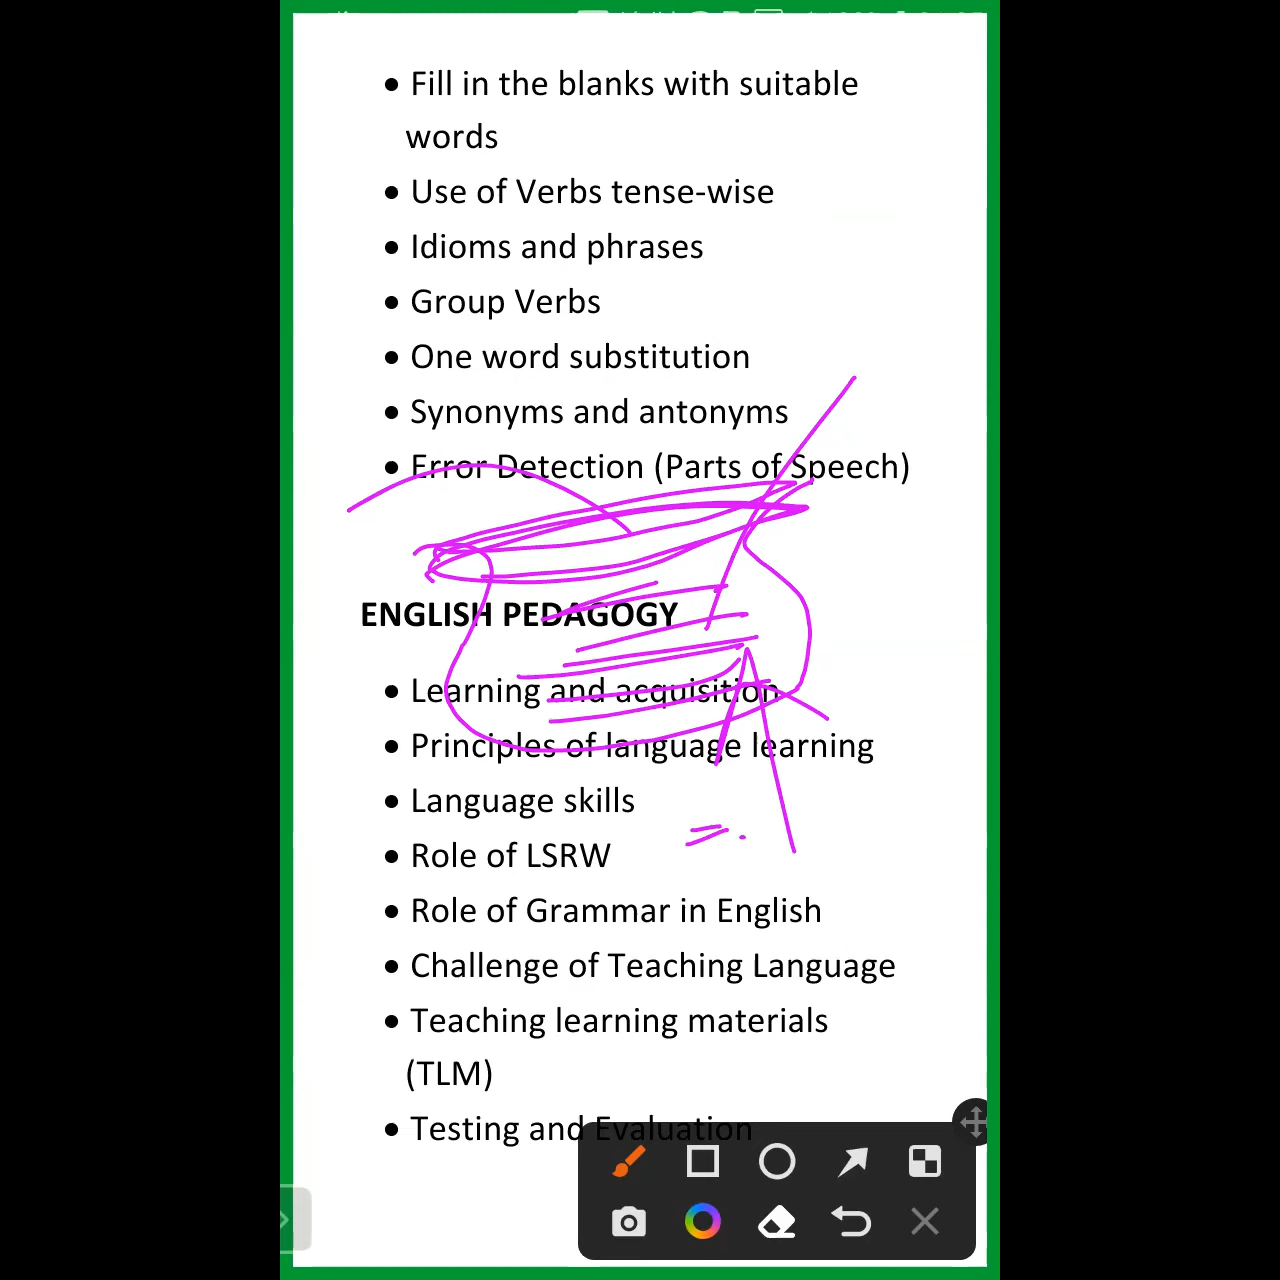 • Fill in the blanks with suitable
words
• Use of Verbs tense-wise
• Idioms and phrases
• Group Verbs
• One word substitution
• Synonyms and antonyms
• Error Detection (Parts of Speech)
ENGLISH PEDAGOGY
• Learning and acquisition
• Principles of language learning
• Language skills
• Role of LSRW
• Role of Grammar in English
• Challenge of Teaching Language
• Teaching learning materials
(TLM)
• Testing and Evaluation